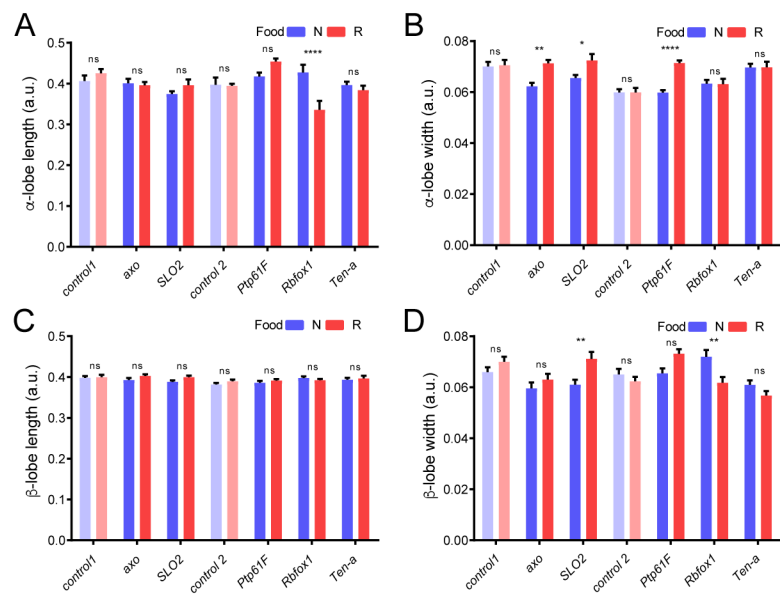 A
Food N R
α-lobe length (a.u.)
0.5
0.4
0.3
0.2
0.1
0.0
ns ns ns ns ns **** ns
control1 axo SLO2 control 2 Ptp61F Rbfox1 Ten-a
B
Food N R
α-lobe width (a.u.)
0.08
0.06
0.04
0.02
0.00
ns ** * ns **** ns ns
control1 axo SLO2 control 2 Ptp61F Rbfox1 Ten-a
C
Food N R
β-lobe length (a.u.)
0.5
0.4
0.3
0.2
0.1
0.0
ns ns ns ns ns ns ns
control1 axo SLO2 control 2 Ptp61F Rbfox1 Ten-a
D
Food N R
β-lobe width (a.u.)
0.08
0.06
0.04
0.02
0.00
ns ns ** ns ns ** ns
control1 axo SLO2 control 2 Ptp61F Rbfox1 Ten-a